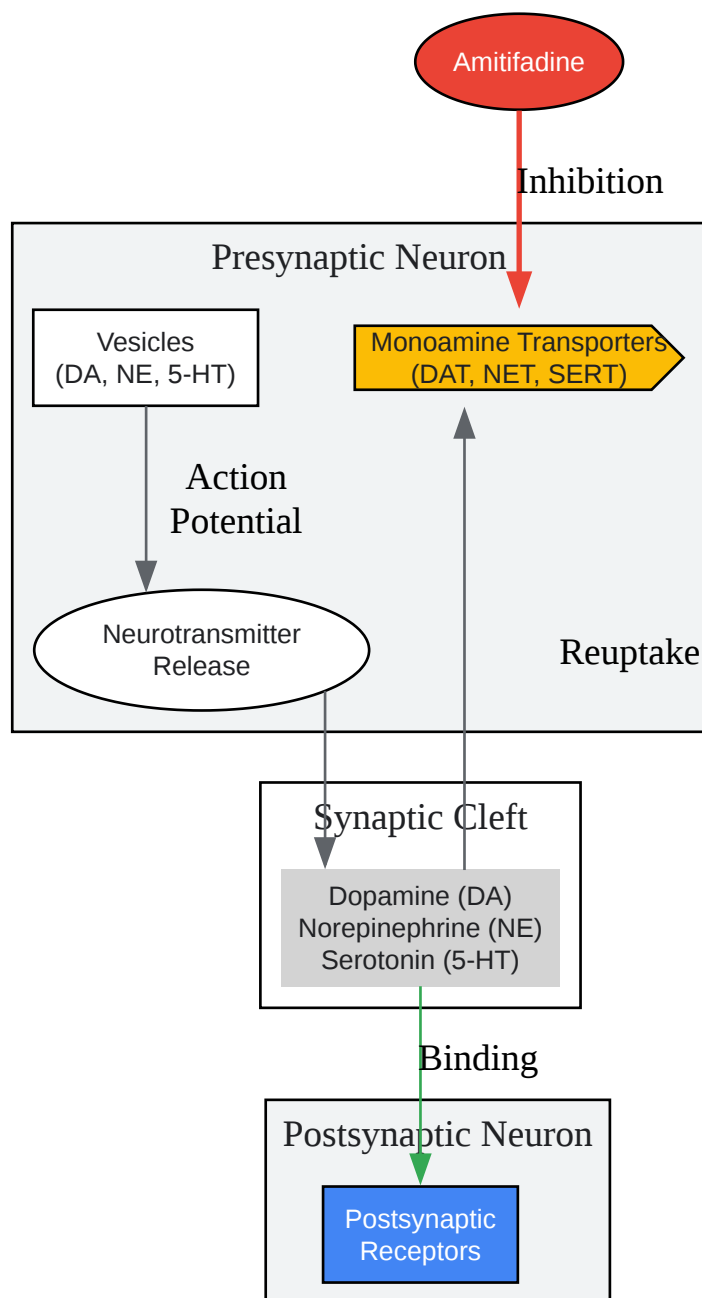 Amitifadine
Inhibition
Presynaptic Neuron
Vesicles
(DA, NE, 5-HT)
Monoamine Transporters
(DAT, NET, SERT)
Action
Potential
Neurotransmitter
Release
Reuptake
Synaptic Cleft
Dopamine (DA)
Norepinephrine (NE)
Serotonin (5-HT)
Binding
Postsynaptic Neuron
Postsynaptic
Receptors